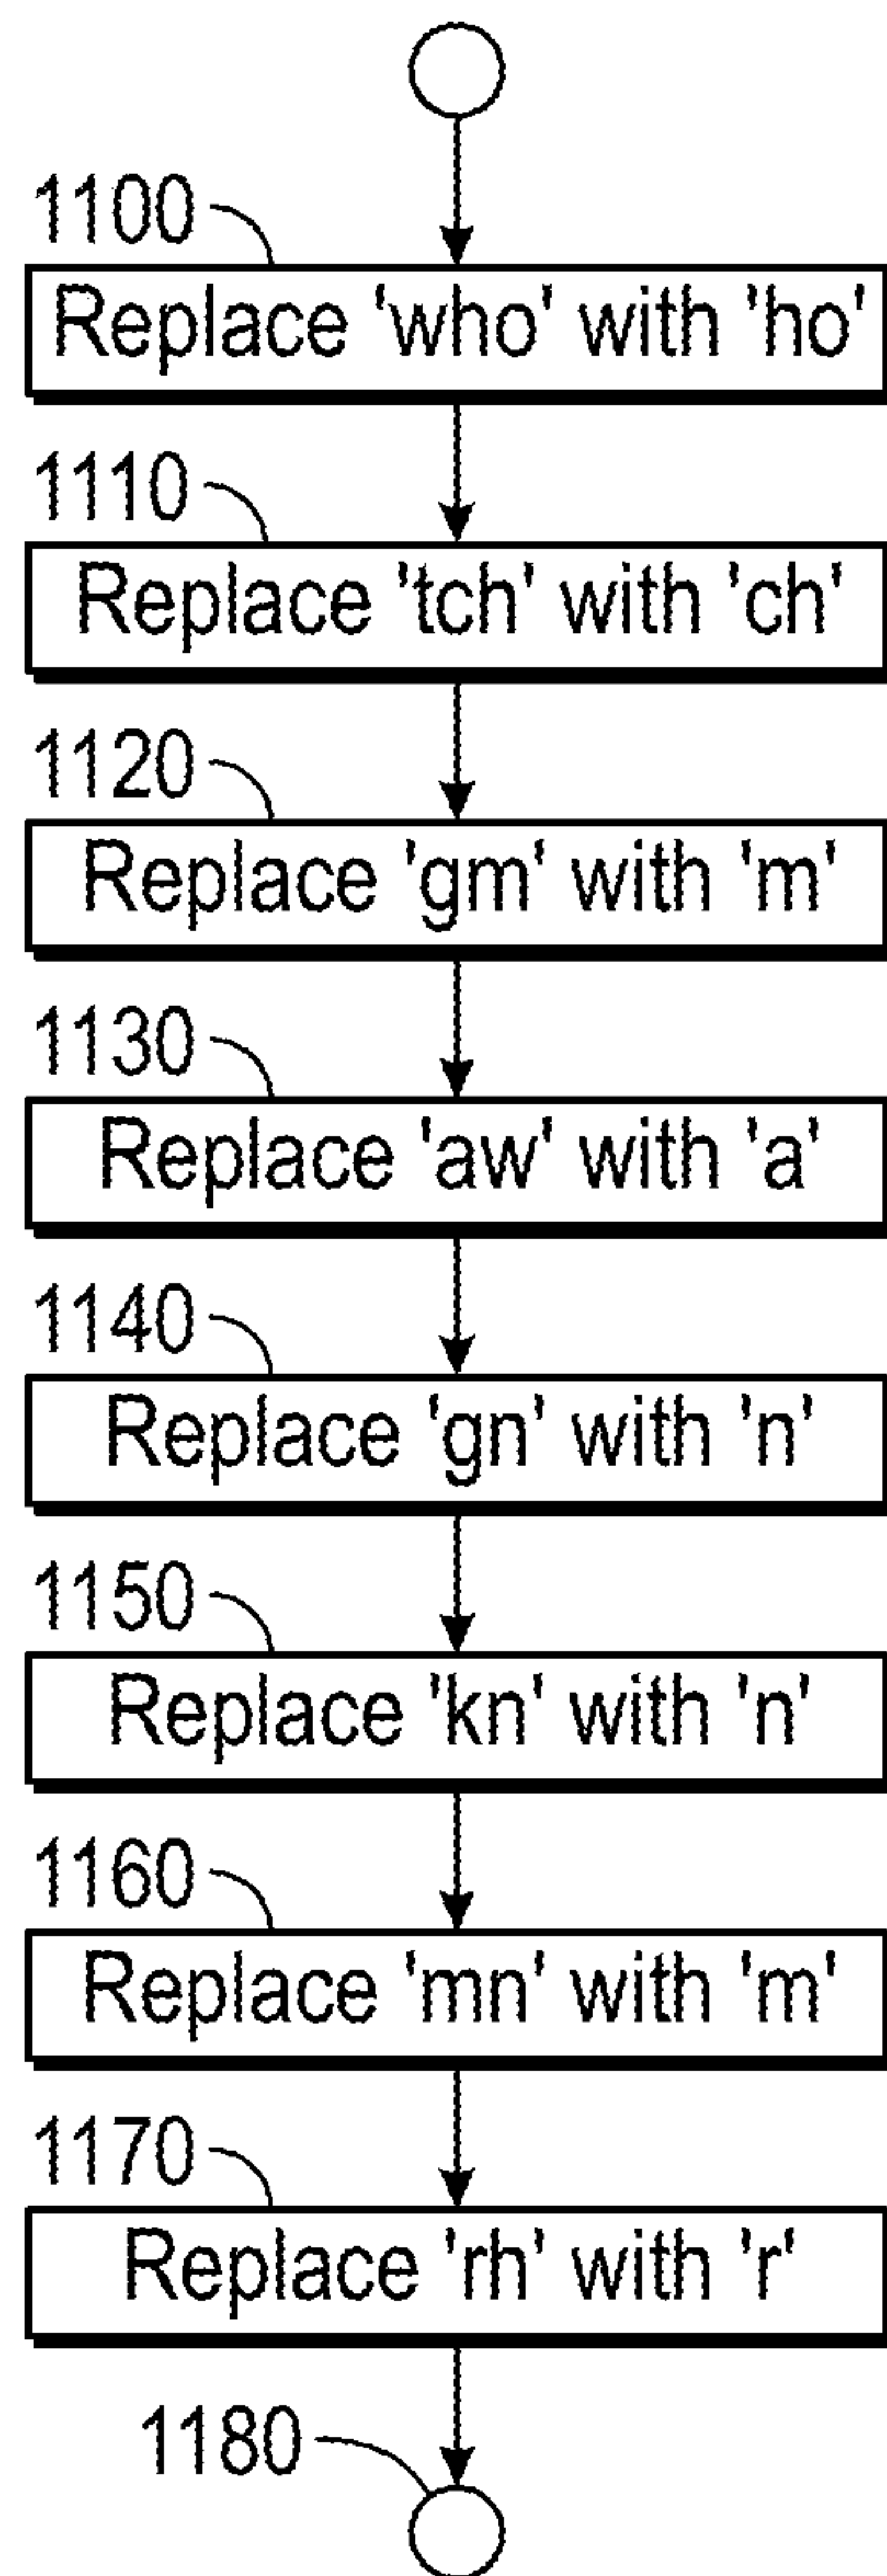 1100
Replace 'who' with 'ho'
1110
Replace 'tch' with 'ch'
1120
Replace 'gm' with 'm'
1130
Replace 'aw' with 'a'
1140
Replace 'gn' with 'n'
1150
Replace 'kn' with 'n'
1160
Replace 'mn' with 'm'
1170
Replace 'rh' with 'r'
1180